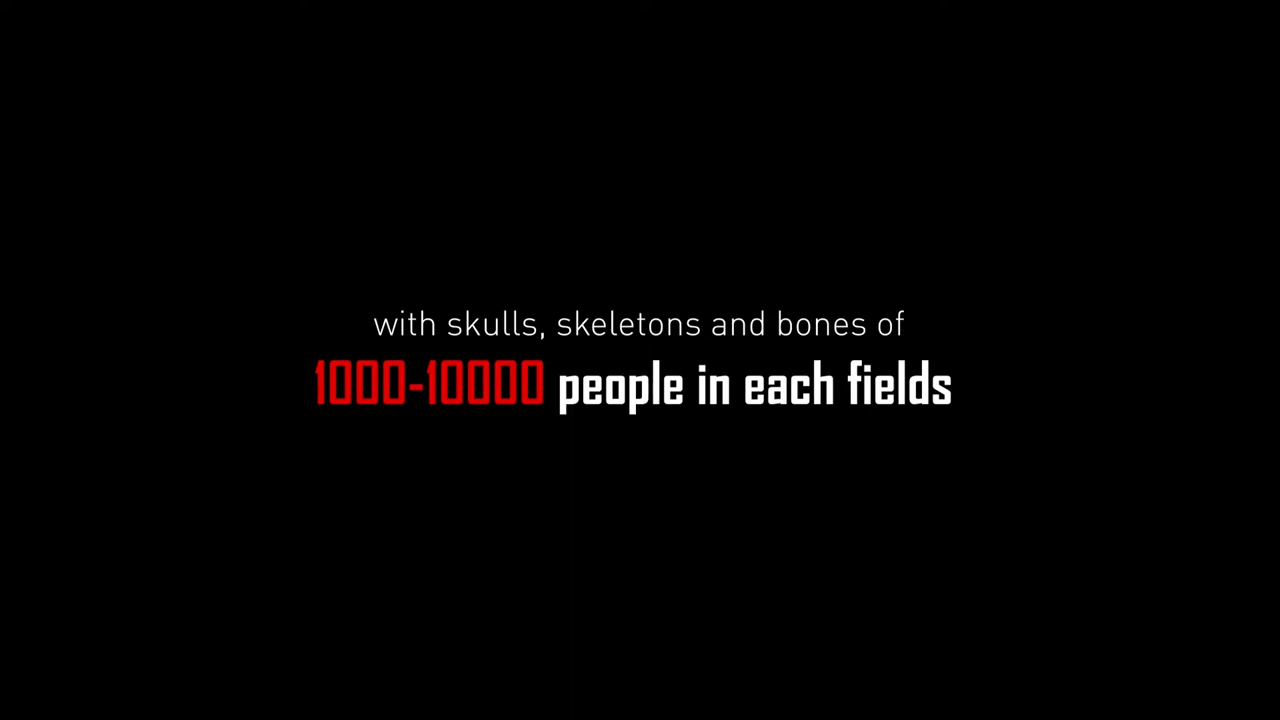 with skulls, skeletons and bones of
1000-10000 people in each fields